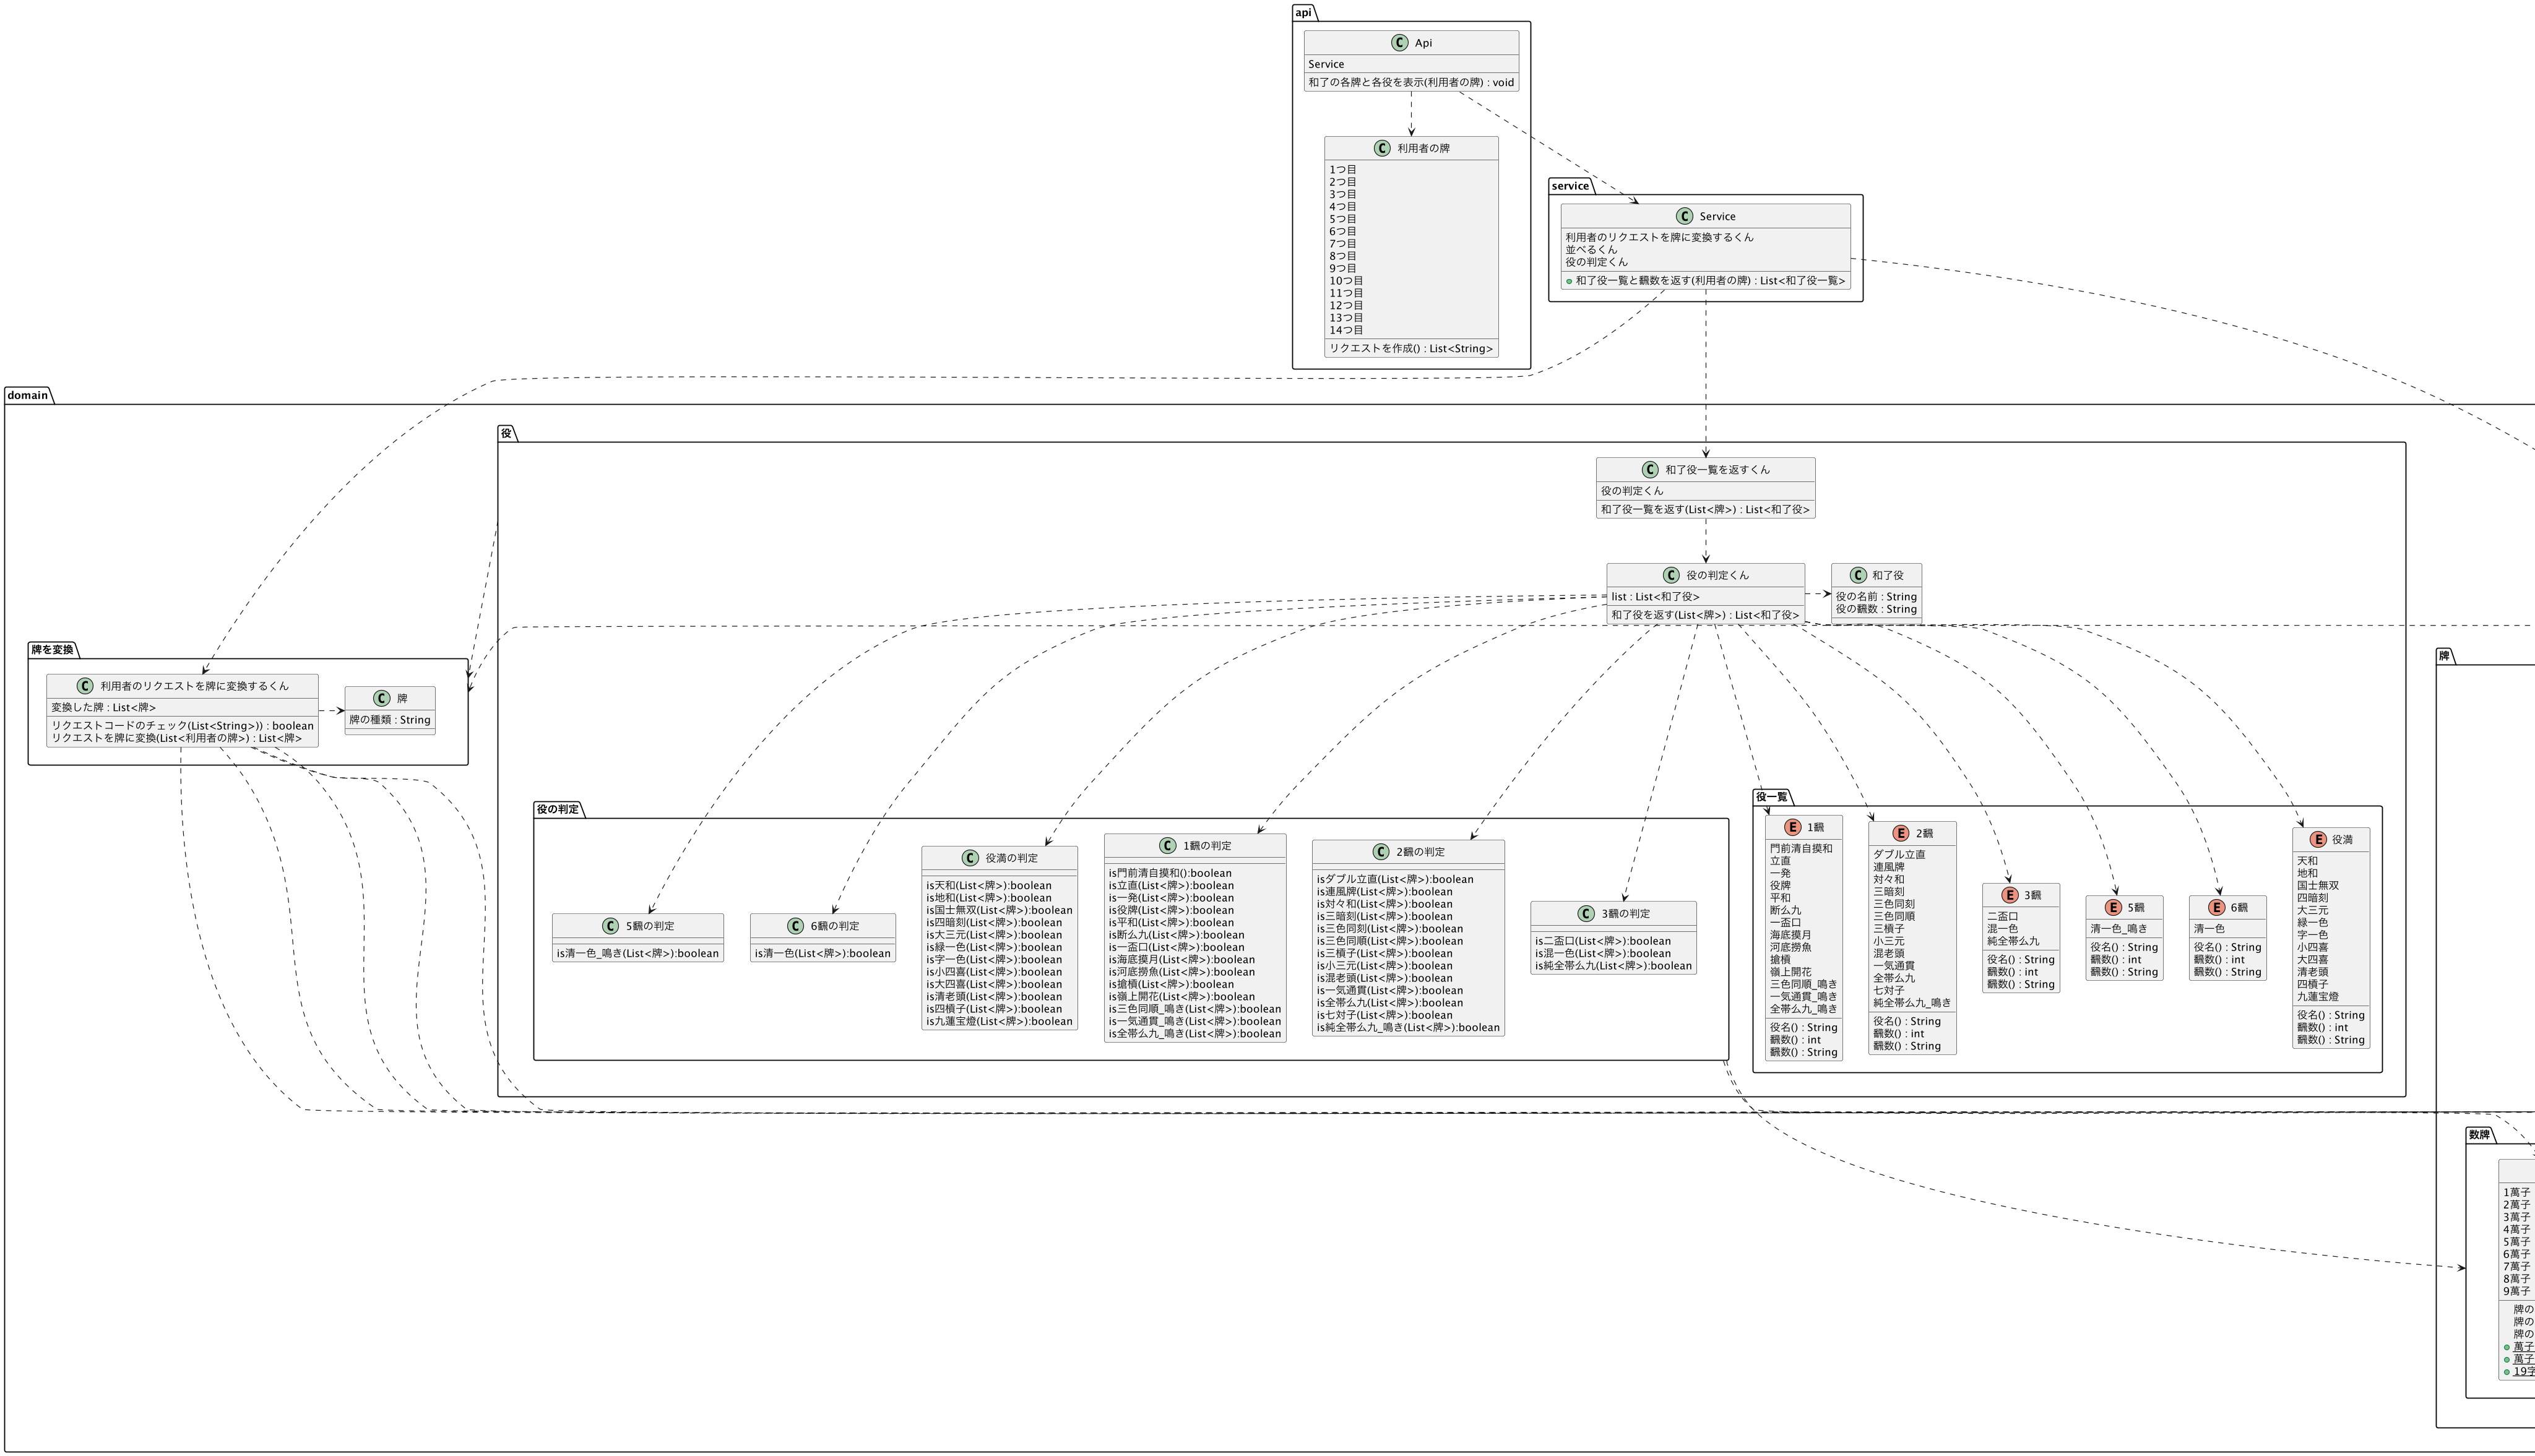 api
Api
Service
和了の各牌と各役を表示(利用者の牌) : void
利用者の牌
1つ目
2つ目
3つ目
4つ目
5つ目
6つ目
7つ目
8つ目
9つ目
10つ目
11つ目
12つ目
13つ目
14つ目
リクエストを作成() : List<String>
service
Service
利用者のリクエストを牌に変換するくん
並べるくん
役の判定くん
和了役一覧と飜数を返す(利用者の牌) : List<和了役一覧>
domain
役
和了役一覧を返すくん
役の判定くん
和了役一覧を返す(List<牌>) : List<和了役>
役の判定くん
list : List<和了役>
和了役を返す(List<牌>) : List<和了役>
和了役
役の名前 : String
役の飜数 : String
牌を変換
利用者のリクエストを牌に変換するくん
変換した牌 : List<牌>
リクエストコードのチェック(List<String>)) : boolean
リクエストを牌に変換(List<利用者の牌>) : List<牌>
牌
牌の種類 : String
役の判定
5飜の判定
is清一色_鳴き(List<牌>):boolean
6飜の判定
is清一色(List<牌>):boolean
役満の判定
is天和(List<牌>):boolean
is地和(List<牌>):boolean
is国士無双(List<牌>):boolean
is四暗刻(List<牌>):boolean
is大三元(List<牌>):boolean
is緑一色(List<牌>):boolean
is字一色(List<牌>):boolean
is小四喜(List<牌>):boolean
is大四喜(List<牌>):boolean
is清老頭(List<牌>):boolean
is四槓子(List<牌>):boolean
is九蓮宝燈(List<牌>):boolean
1飜の判定
is門前清自摸和():boolean
is立直(List<牌>):boolean
is一発(List<牌>):boolean
is役牌(List<牌>):boolean
is平和(List<牌>):boolean
is断么九(List<牌>):boolean
is一盃口(List<牌>):boolean
is海底摸月(List<牌>):boolean
is河底撈魚(List<牌>):boolean
is搶槓(List<牌>):boolean
is嶺上開花(List<牌>):boolean
is三色同順_鳴き(List<牌>):boolean
is一気通貫_鳴き(List<牌>):boolean
is全帯么九_鳴き(List<牌>):boolean
2飜の判定
isダブル立直(List<牌>):boolean
is連風牌(List<牌>):boolean
is対々和(List<牌>):boolean
is三暗刻(List<牌>):boolean
is三色同刻(List<牌>):boolean
is三色同順(List<牌>):boolean
is三槓子(List<牌>):boolean
is小三元(List<牌>):boolean
is混老頭(List<牌>):boolean
is一気通貫(List<牌>):boolean
is全帯么九(List<牌>):boolean
is七対子(List<牌>):boolean
is純全帯么九_鳴き(List<牌>):boolean
3飜の判定
is二盃口(List<牌>):boolean
is混一色(List<牌>):boolean
is純全帯么九(List<牌>):boolean
役一覧
1飜
門前清自摸和
立直
一発
役牌
平和
断么九
一盃口
海底摸月
河底撈魚
搶槓
嶺上開花
三色同順_鳴き
一気通貫_鳴き
全帯么九_鳴き
役名() : String
飜数() : int
飜数() : String
2飜
ダブル立直
連風牌
対々和
三暗刻
三色同刻
三色同順
三槓子
小三元
混老頭
一気通貫
全帯么九
七対子
純全帯么九_鳴き
役名() : String
飜数() : int
飜数() : String
3飜
二盃口
混一色
純全帯么九
役名() : String
飜数() : int
飜数() : String
5飜
清一色_鳴き
役名() : String
飜数() : int
飜数() : String
6飜
清一色
役名() : String
飜数() : int
飜数() : String
役満
天和
地和
国士無双
四暗刻
大三元
緑一色
字一色
小四喜
大四喜
清老頭
四槓子
九蓮宝燈
役名() : String
飜数() : int
飜数() : String
牌
数牌
1萬子
2萬子
3萬子
4萬子
5萬子
6萬子
7萬子
8萬子
9萬子
牌の
牌の
牌の
萬子
萬子
19字